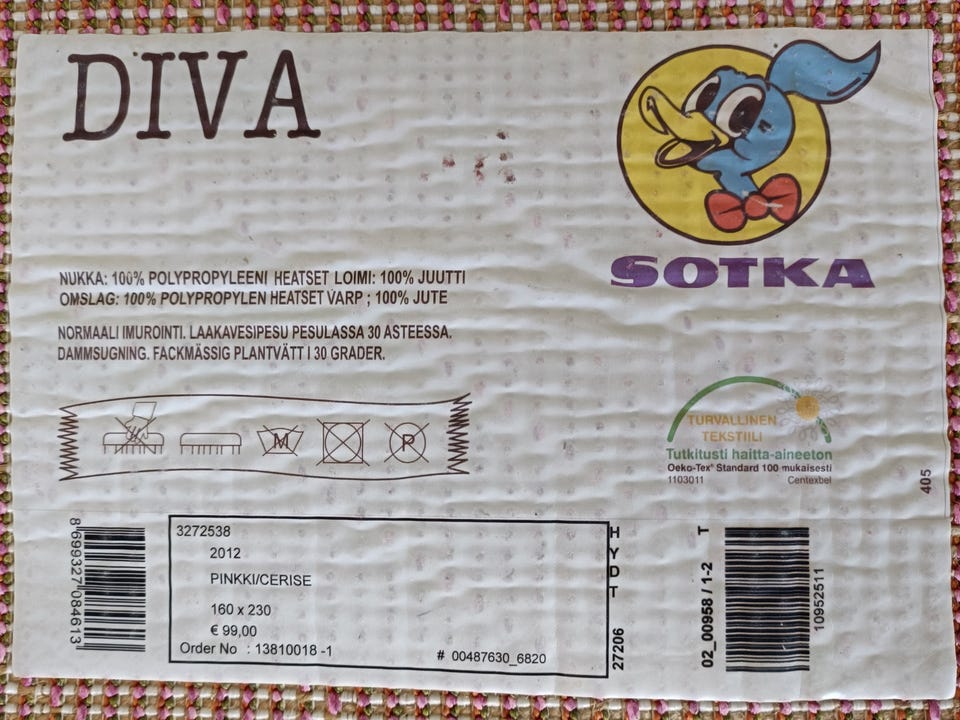 DIVA
SOTKA
NUKKA: 100% POLYPROPYLEENI HEATSET LOIMI: 100% JUUTTI
OMSLAG: 100% POLYPROPYLEN HEATSET VARP ; 100% JUTE
NORMAALI IMUROINTI. LAAKAVESIPESU PESULASSA 30 ASTEESSA.
DAMMSUGNING. FACKMÄSSIG PLANTVÄTT I 30 GRADER.
M
P
TURVALLINEN
TEKSTIILI
Tutkitusti haitta-aineeton
Oeko-Tex® Standard 100 mukaisesti
1103011 Centexbel
405
8699327084613
3272538
2012
PINKKI/CERISE
160 x 230
€ 99,00
Order No : 13810018 -1
# 00487630_6820
HYDT
27206
02_00958 / 1-2
T
10952511